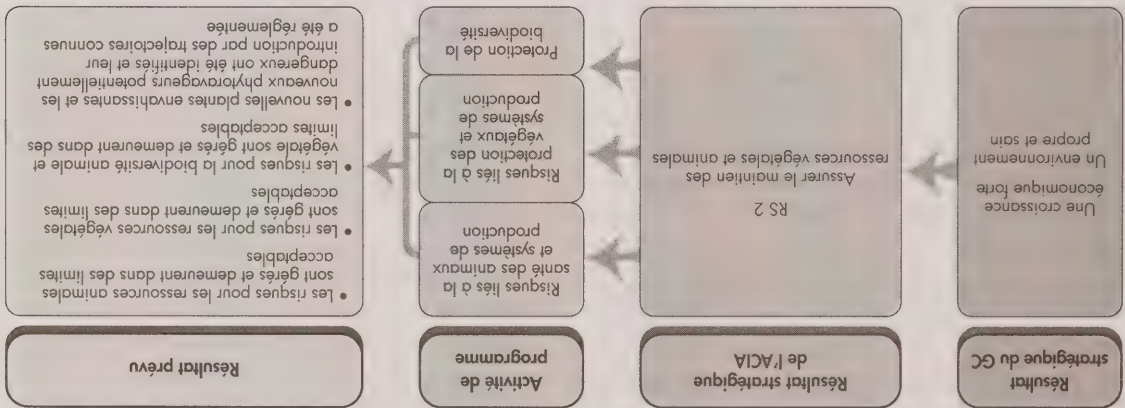 Résultat
stratégique du GC
Résultat stratégique
de l'ACIA
Activité de
programme
Résultat prévu
Une croissance
économique forte
Un environnement
propre et sain
RS 2
Assurer le maintien des
ressources végétales et animales
Risques liés à la
santé des animaux
et systèmes de
production
Risques liés à la
protection des
végétaux et
systèmes de
production
Protection de la
biodiversité
• Les risques pour les ressources animales
sont gérés et demeurent dans des limites
acceptables
• Les risques pour les ressources végétales
sont gérés et demeurent dans des limites
acceptables
• Les risques pour la biodiversité animale et
végétale sont gérés et demeurent dans des
limites acceptables
• Les nouvelles plantes envahissantes et les
nouveaux phytoravageurs potentiellement
dangereux ont été identifiés et leur
introduction par des trajectoires connues
a été réglementée